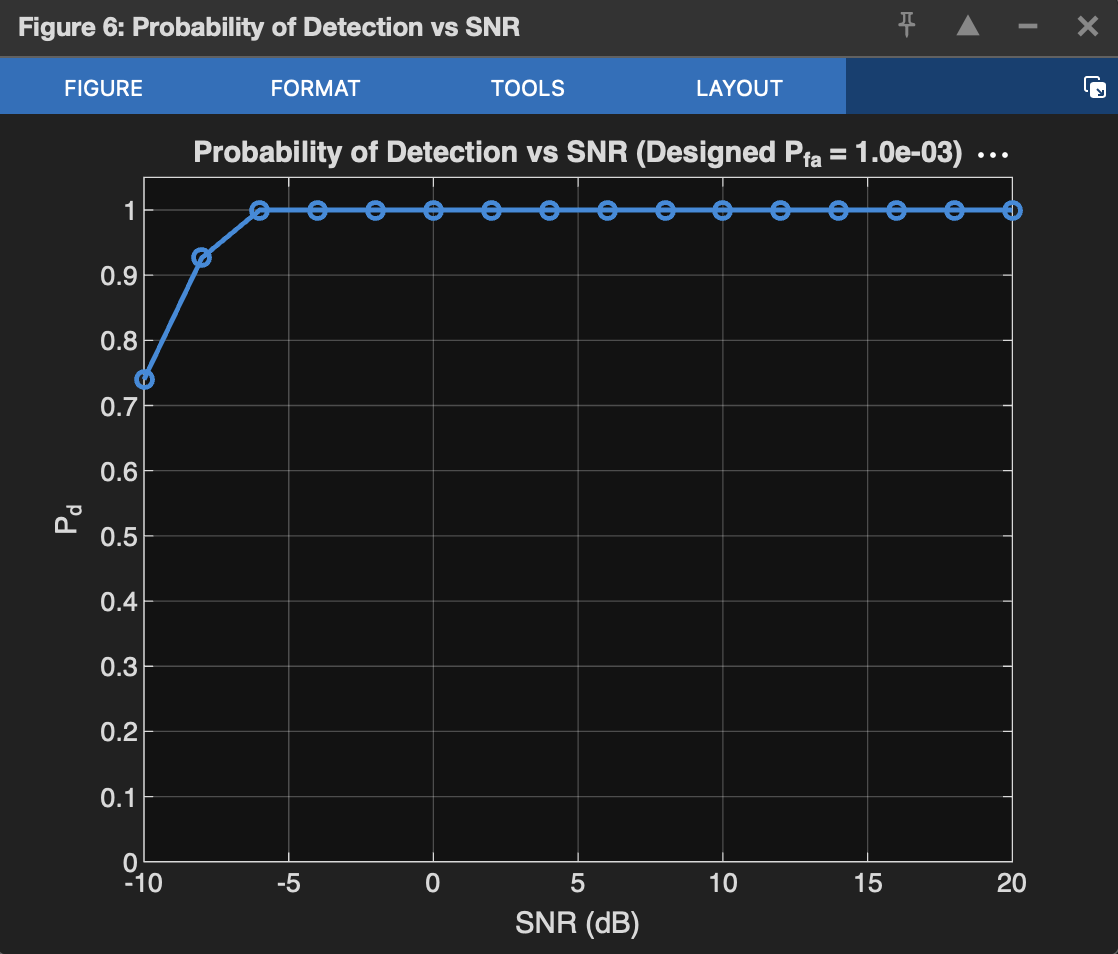 Figure 6: Probability of Detection vs SNR
FIGURE FORMAT TOOLS LAYOUT
Probability of Detection vs SNR (Designed P_fa = 1.0e-03) ...
1
0.9
0.8
0.7
0.6
P_d
0.5
0.4
0.3
0.2
0.1
0
-10 -5 0 5 10 15 20
SNR (dB)